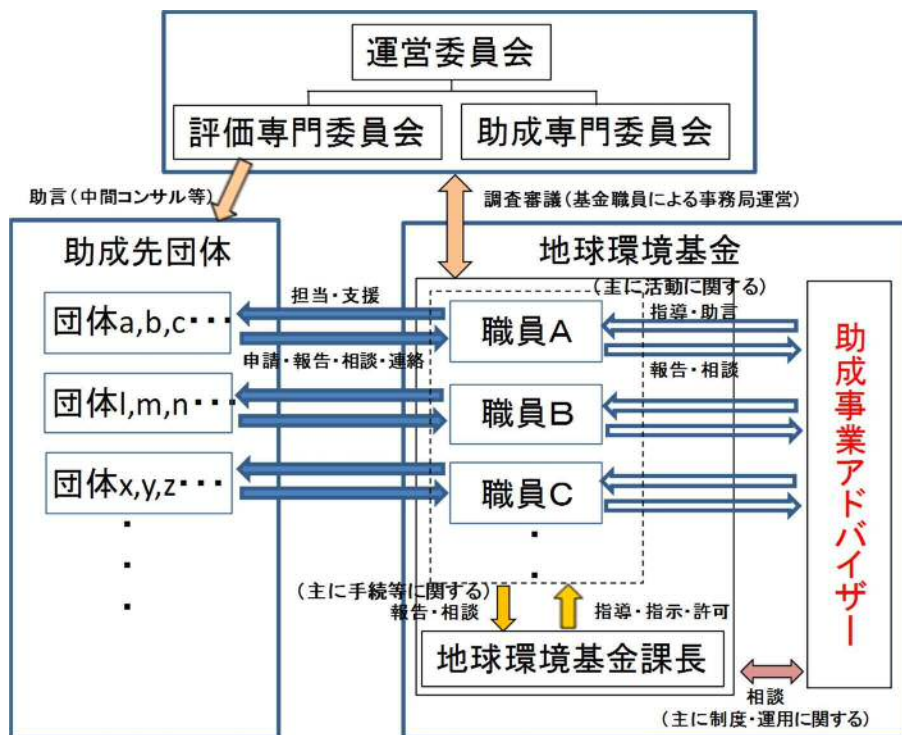 運営委員会
評価専門委員会
助成専門委員会
助言(中間コンサル等)
調査審議(基金職員による事務局運営)
助成先団体
地球環境基金
(主に活動に関する)
団体a,b,c・・・
担当・支援
申請・報告・相談・連絡
職員A
指導・助言
報告・相談
団体l,m,n・・・
職員B
団体x,y,z・・・
職員C
・
・
・
・
・
助成事業アドバイザー
(主に手続等に関する)
報告・相談
指導・指示・許可
地球環境基金課長
相談
(主に制度・運用に関する)